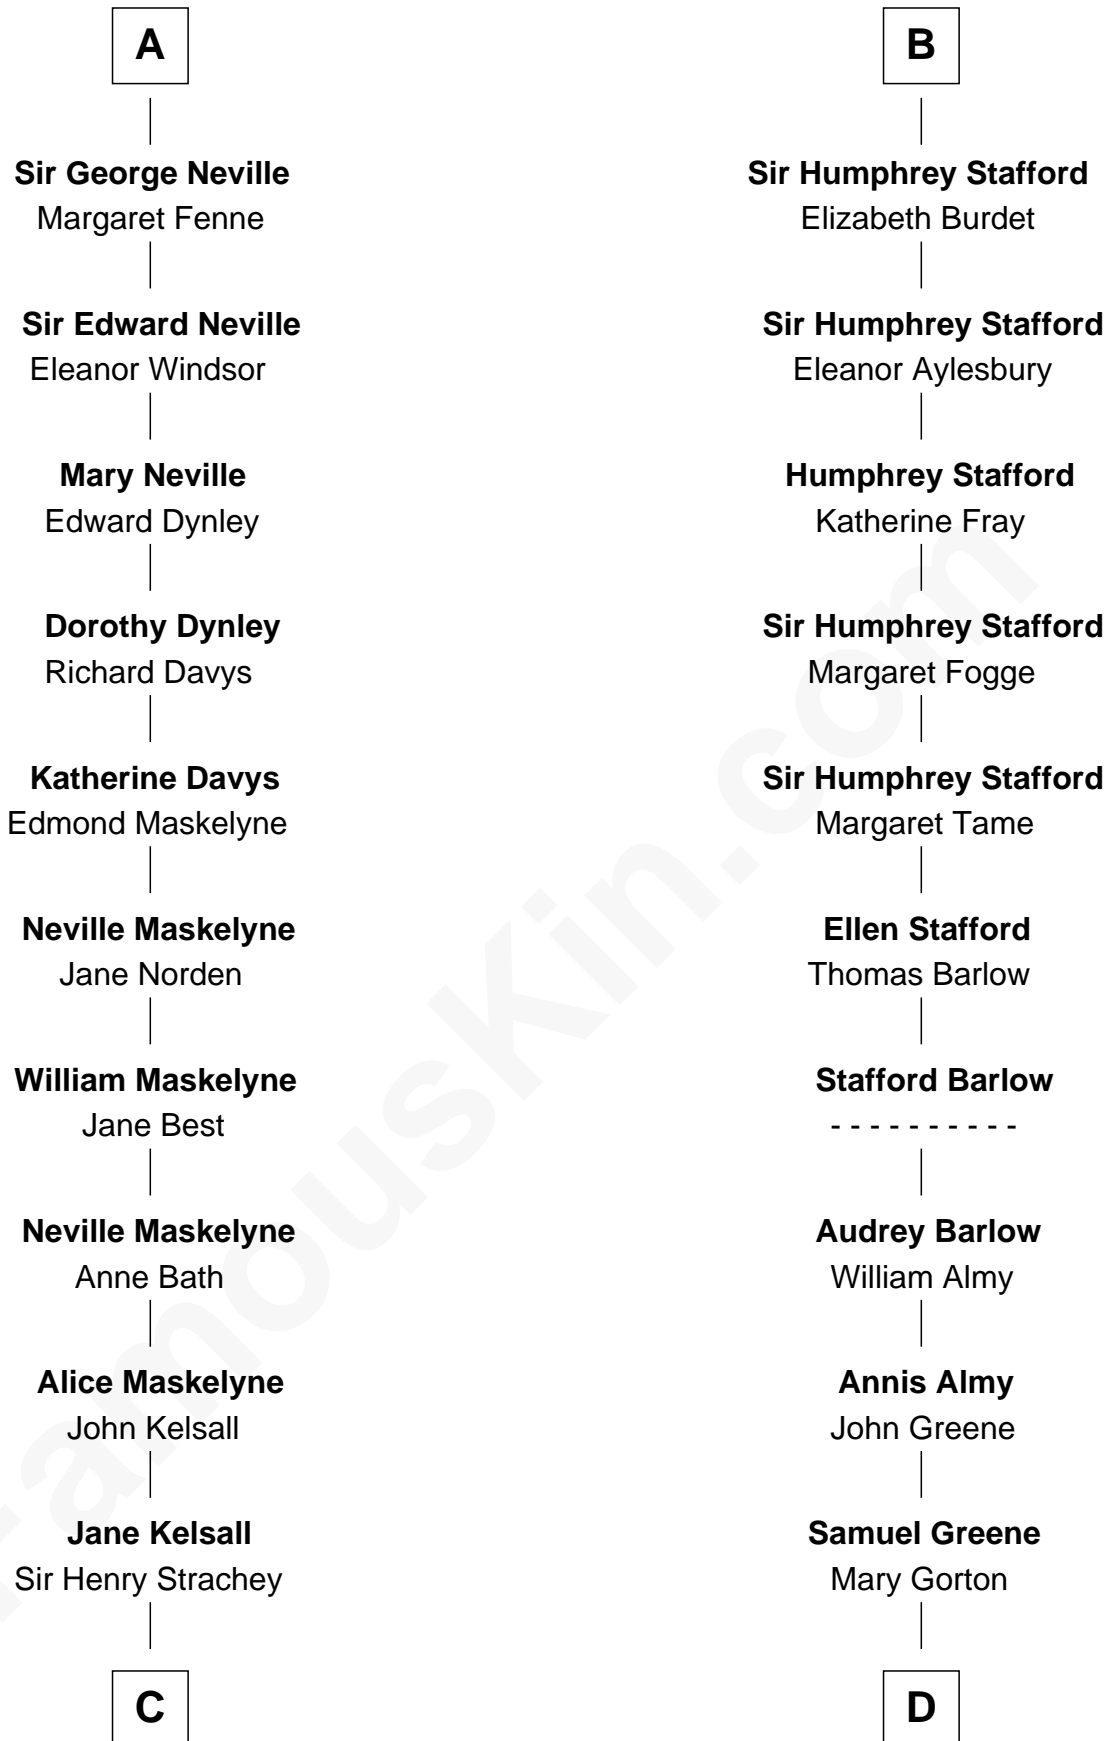 A
Sir George Neville
Margaret Fenne
Sir Edward Neville
Eleanor Windsor
Mary Neville
Edward Dynley
Dorothy Dynley
Richard Davys
Katherine Davys
Edmond Maskelyne
Neville Maskelyne
Jane Norden
William Maskelyne
Jane Best
Neville Maskelyne
Anne Bath
Alice Maskelyne
John Kelsall
Jane Kelsall
Sir Henry Strachey
C
B
Sir Humphrey Stafford
Elizabeth Burdet
Sir Humphrey Stafford
Eleanor Aylesbury
Humphrey Stafford
Katherine Fray
Sir Humphrey Stafford
Margaret Fogge
Sir Humphrey Stafford
Margaret Tame
Ellen Stafford
Thomas Barlow
Stafford Barlow
- - - - - - - - - -
Audrey Barlow
William Almy
Annis Almy
John Greene
Samuel Greene
Mary Gorton
D
FamousKin.com